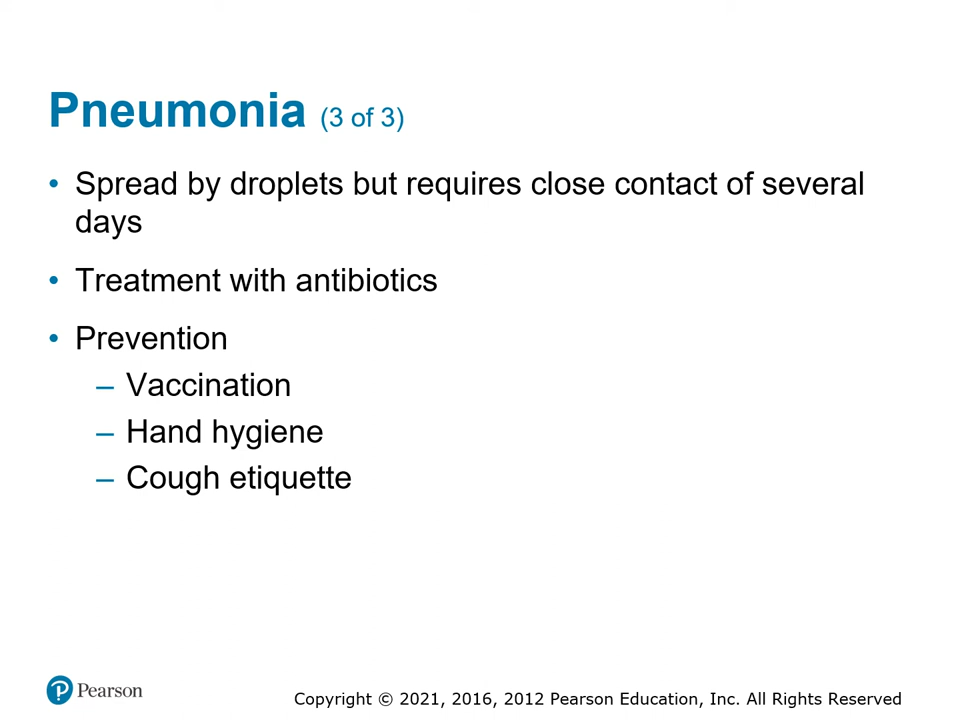 Pneumonia (3 of 3)
• Spread by droplets but requires close contact of several
days
• Treatment with antibiotics
• Prevention
– Vaccination
– Hand hygiene
– Cough etiquette
Pearson
Copyright © 2021, 2016, 2012 Pearson Education, Inc. All Rights Reserved